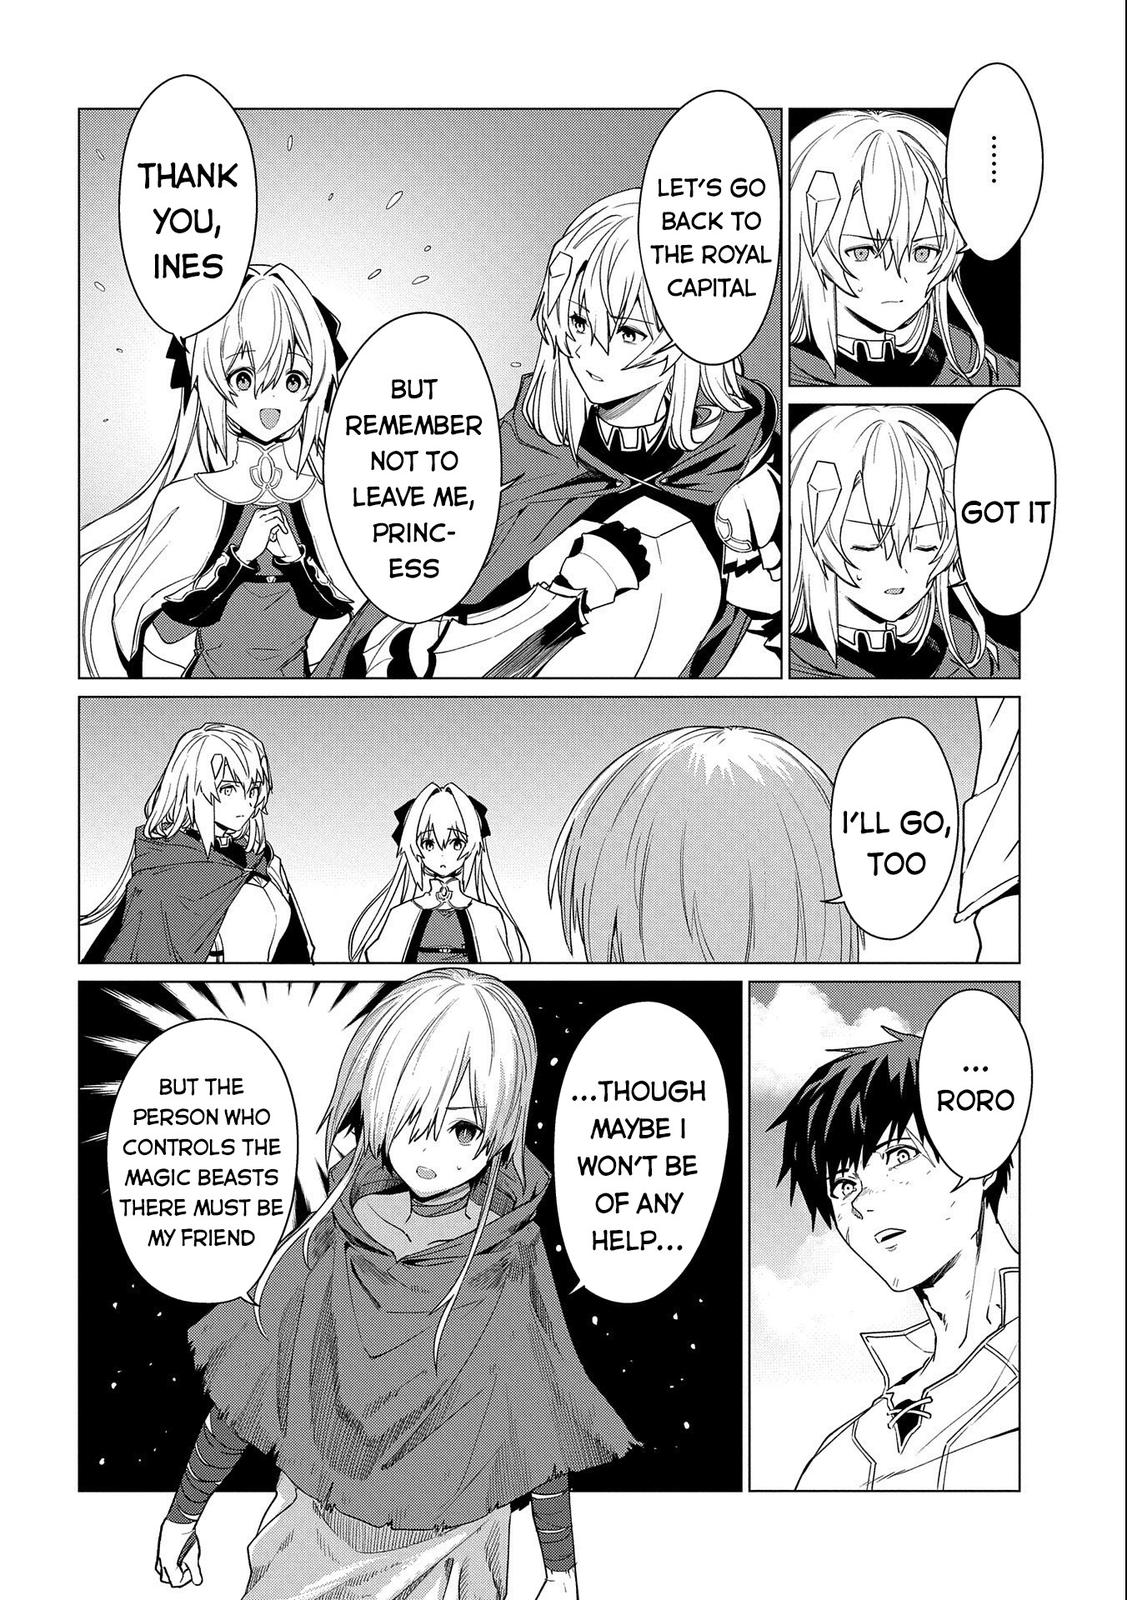 ......
GOT IT
LET'S GO
BACK TO
THE ROYAL
CAPITAL
BUT
REMEMBER
NOT TO
LEAVE ME,
PRINC-
ESS
THANK
YOU,
INES
I'LL GO,
TOO
...
RORO
...THOUGH
MAYBE I
WON'T BE
OF ANY
HELP...
BUT THE
PERSON WHO
CONTROLS THE
MAGIC BEASTS
THERE MUST BE
MY FRIEND